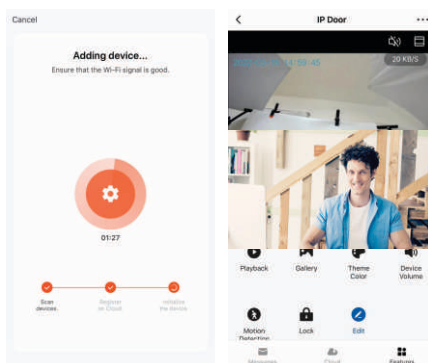 Cancel
Adding device...
Ensure that the Wi-Fi signal is good.
01:27
Scan
devices.
Register
on Cloud.
Initialize
the device.
IP Door
20 KB/S
Playback
Gallery
Theme
Color
Device
Volume
Motion
Detection
Lock
Edit
Messages
Cloud
Features